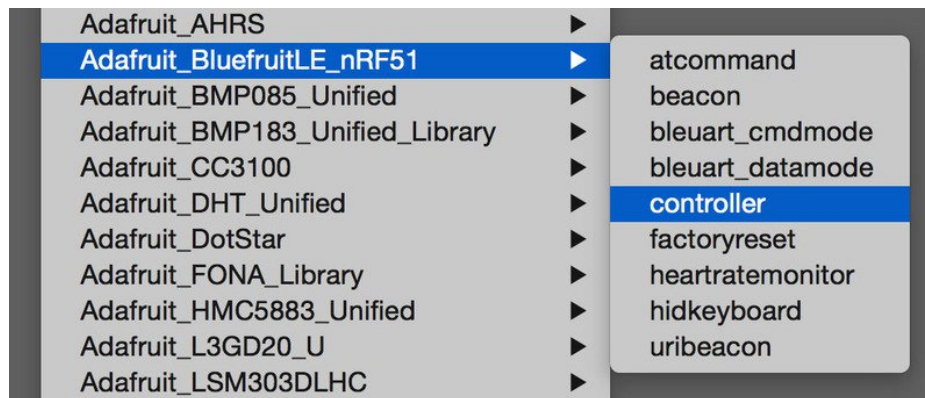 Adafruit_AHRS
Adafruit_BluefruitLE_nRF51
Adafruit_BMP085_Unified
Adafruit_BMP183_Unified_Library
Adafruit_CC3100
Adafruit_DHT_Unified
Adafruit_DotStar
Adafruit_FONA_Library
Adafruit_HMC5883_Unified
Adafruit_L3GD20_U
Adafruit_LSM303DLHC
atcommand
beacon
bleuart_cmdmode
bleuart_datamode
controller
factoryreset
heartratemonitor
hidkeyboard
uribeacon